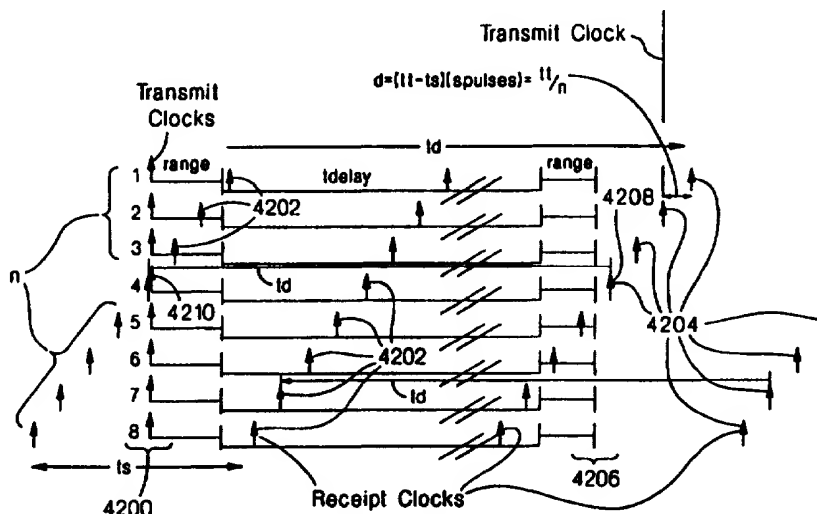 Transmit Clock
d=(tt-ts)(spulses)= tt/n
Transmit
Clocks
td
1 range tdelay range
4208
2 4202
3
n
td
4 4210
4204
5
6 4202
7 td
8
ts
4200
Receipt Clocks
4206